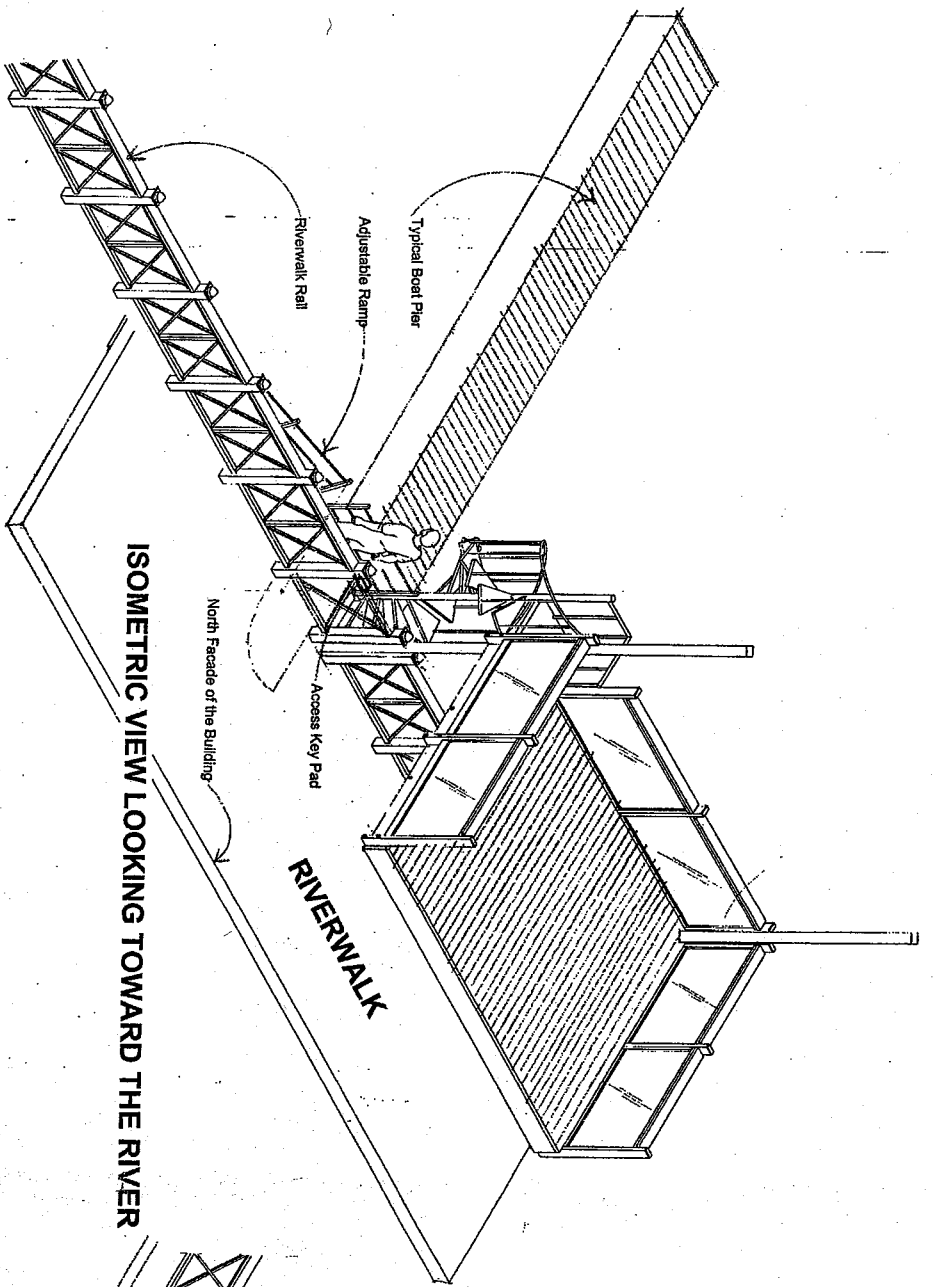 Typical Boat Pier
Adjustable Ramp
Riverwalk Rail
Access Key Pad
North Facade of the Building
RIVERWALK
ISOMETRIC VIEW LOOKING TOWARD THE RIVER